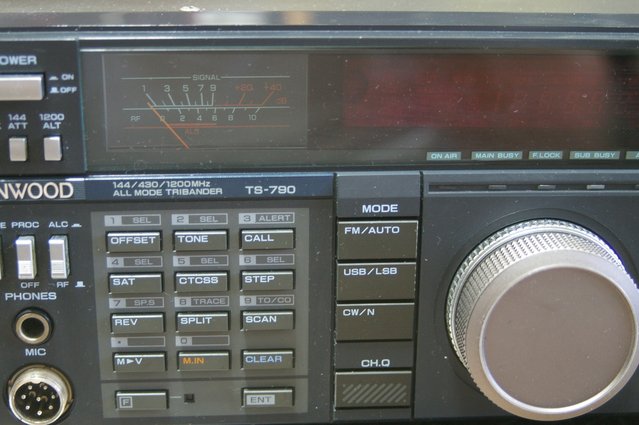 OWER
ON
OFF
144
ATT
1200
ALT
SIGNAL
1 3 5 7 9 +20 +40
RF 0 2 4 6 8 10
ALC
ON AIR MAIN BUSY F.LOCK SUB BUSY
NWOOD
144/430/1200MHz
ALL MODE TRIBANDER
TS-790
PROC ALC
OFF RF
PHONES
MIC
1 SEL 2 SEL 3 ALERT
OFFSET TONE CALL
4 SEL 5 SEL 6 SEL
SAT CTCSS STEP
7 SP.S 8 TRACE 9 TO/CO
REV SPLIT SCAN
0
M▶V M.IN CLEAR
F ENT
MODE
FM/AUTO
USB/LSB
CW/N
CH.Q